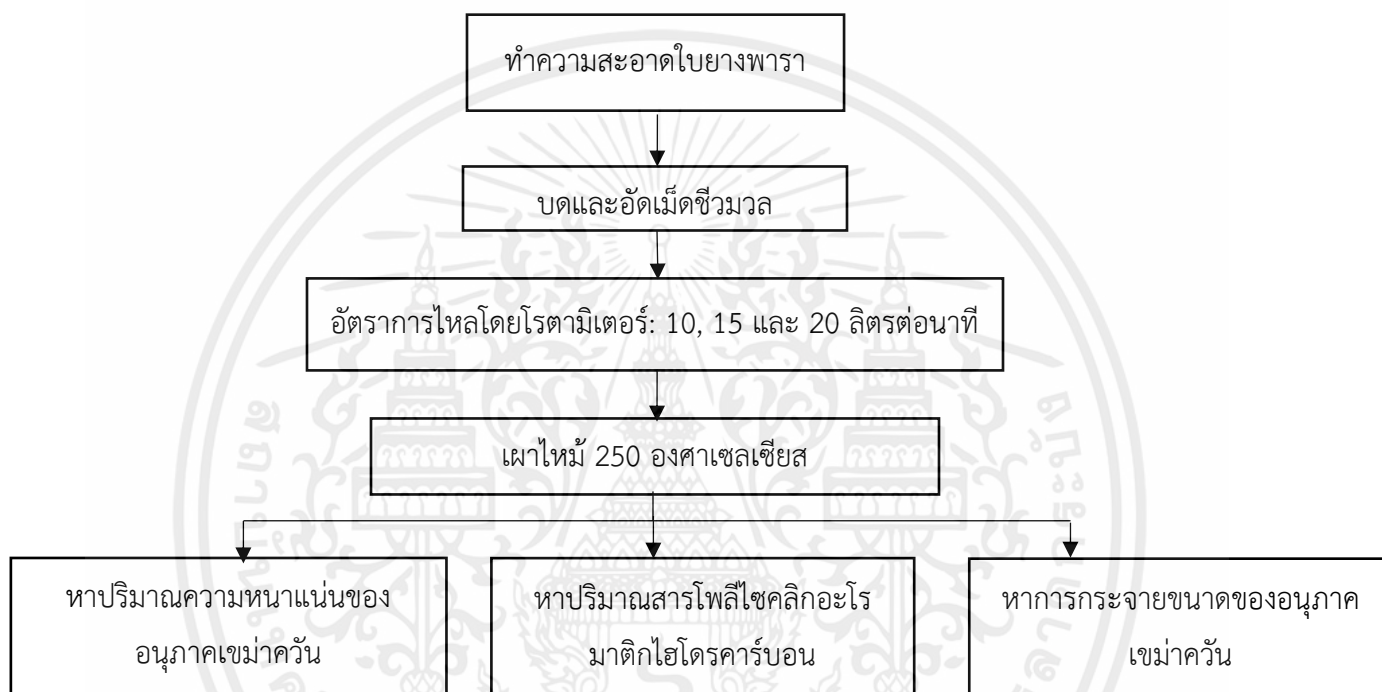 ทำความสะอาดใบยางพารา
บดและอัดเม็ดชีวมวล
อัตราการไหลโดยโรตามิเตอร์: 10, 15 และ 20 ลิตรต่อนาที
เผาไหม้ 250 องศาเซลเซียส
หาปริมาณความหนาแน่นของ
อนุภาคเขม่าควัน
หาปริมาณสารโพลีไซคลิกอะโร
มาติกไฮโดรคาร์บอน
หาการกระจายขนาดของอนุภาค
เขม่าควัน